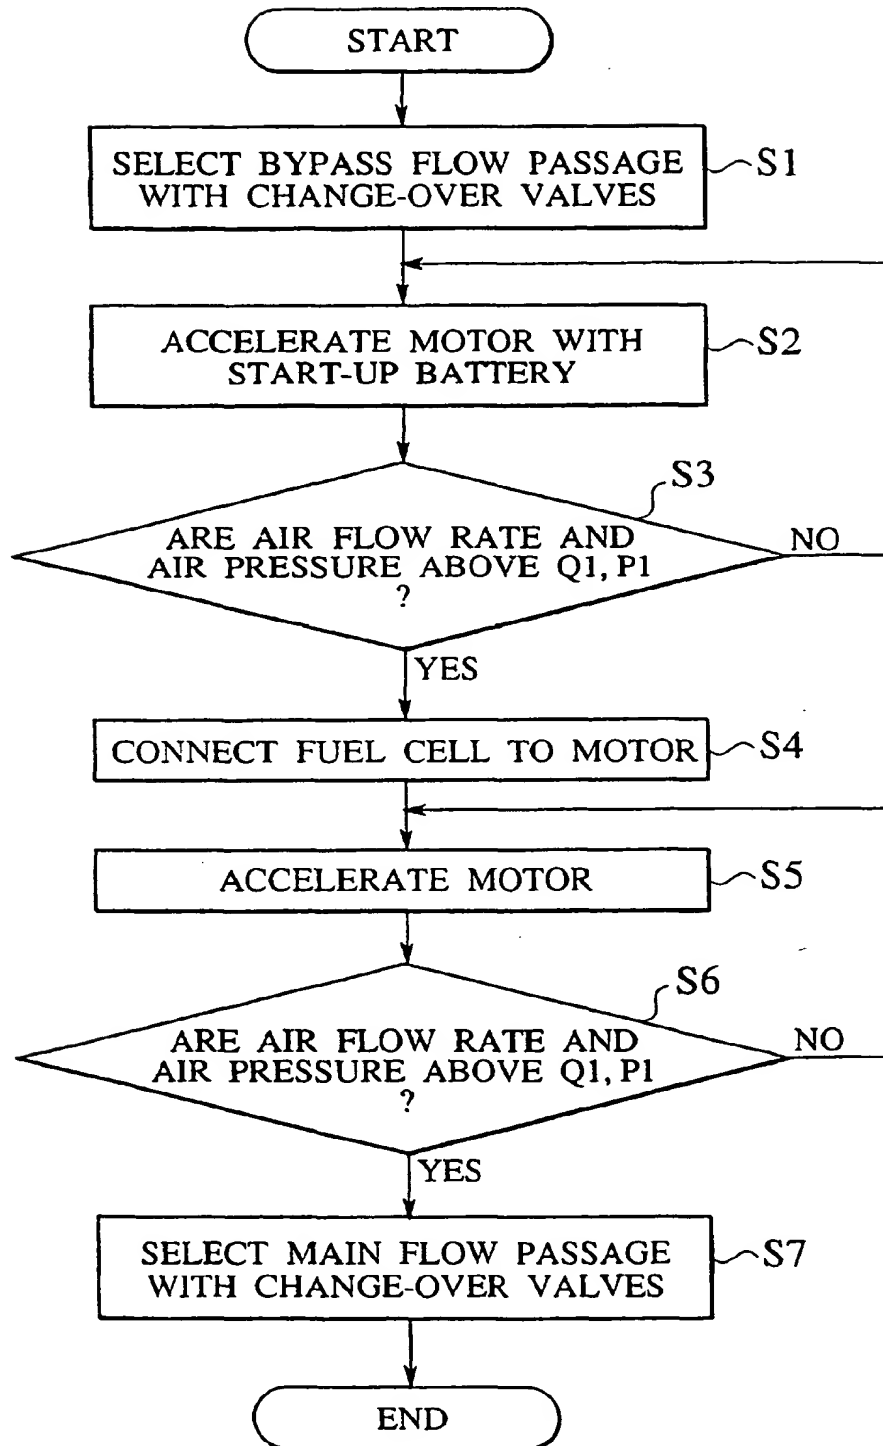 START
SELECT BYPASS FLOW PASSAGE
WITH CHANGE-OVER VALVES
S1
ACCELERATE MOTOR WITH
START-UP BATTERY
S2
S3
ARE AIR FLOW RATE AND
AIR PRESSURE ABOVE Q1, P1
?
NO
YES
CONNECT FUEL CELL TO MOTOR
S4
ACCELERATE MOTOR
S5
S6
ARE AIR FLOW RATE AND
AIR PRESSURE ABOVE Q1, P1
?
NO
YES
SELECT MAIN FLOW PASSAGE
WITH CHANGE-OVER VALVES
S7
END